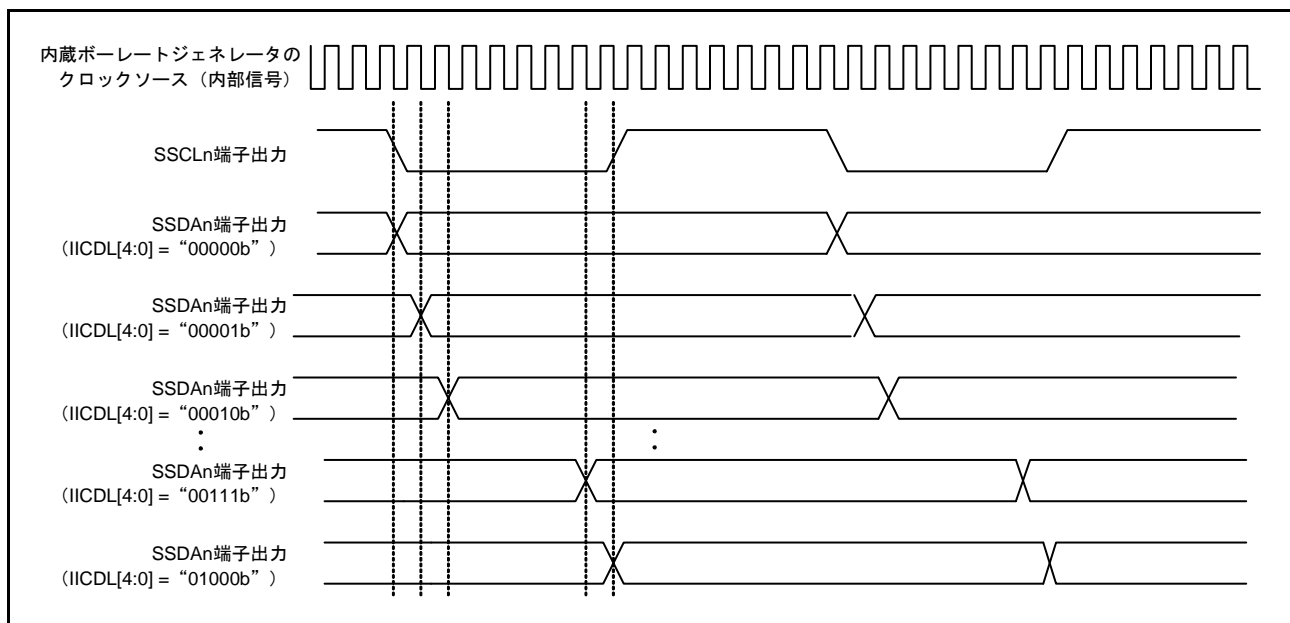 内蔵ボーレートジェネレータの
クロックソース（内部信号）
SSCLn端子出力
SSDAn端子出力
（IICDL[4:0] = “00000b”）
SSDAn端子出力
（IICDL[4:0] = “00001b”）
SSDAn端子出力
（IICDL[4:0] = “00010b”）
SSDAn端子出力
（IICDL[4:0] = “00111b”）
SSDAn端子出力
（IICDL[4:0] = “01000b”）